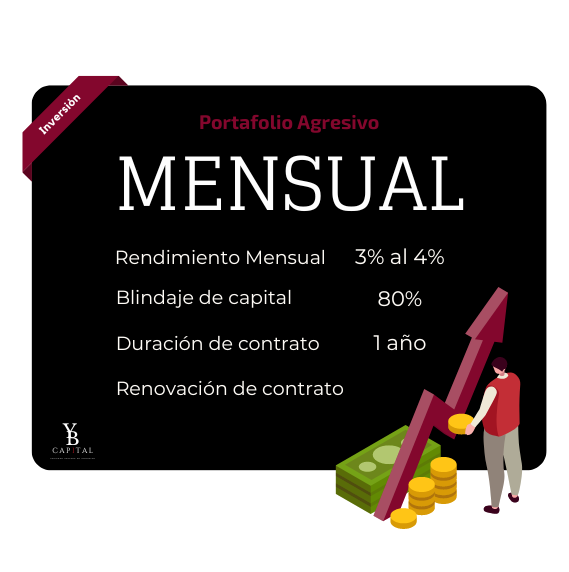 Inversión
Portafolio Agresivo
MENSUAL
Rendimiento Mensual 3% al 4%
Blindaje de capital 80%
Duración de contrato 1 año
Renovación de contrato
YB
CAPITAL